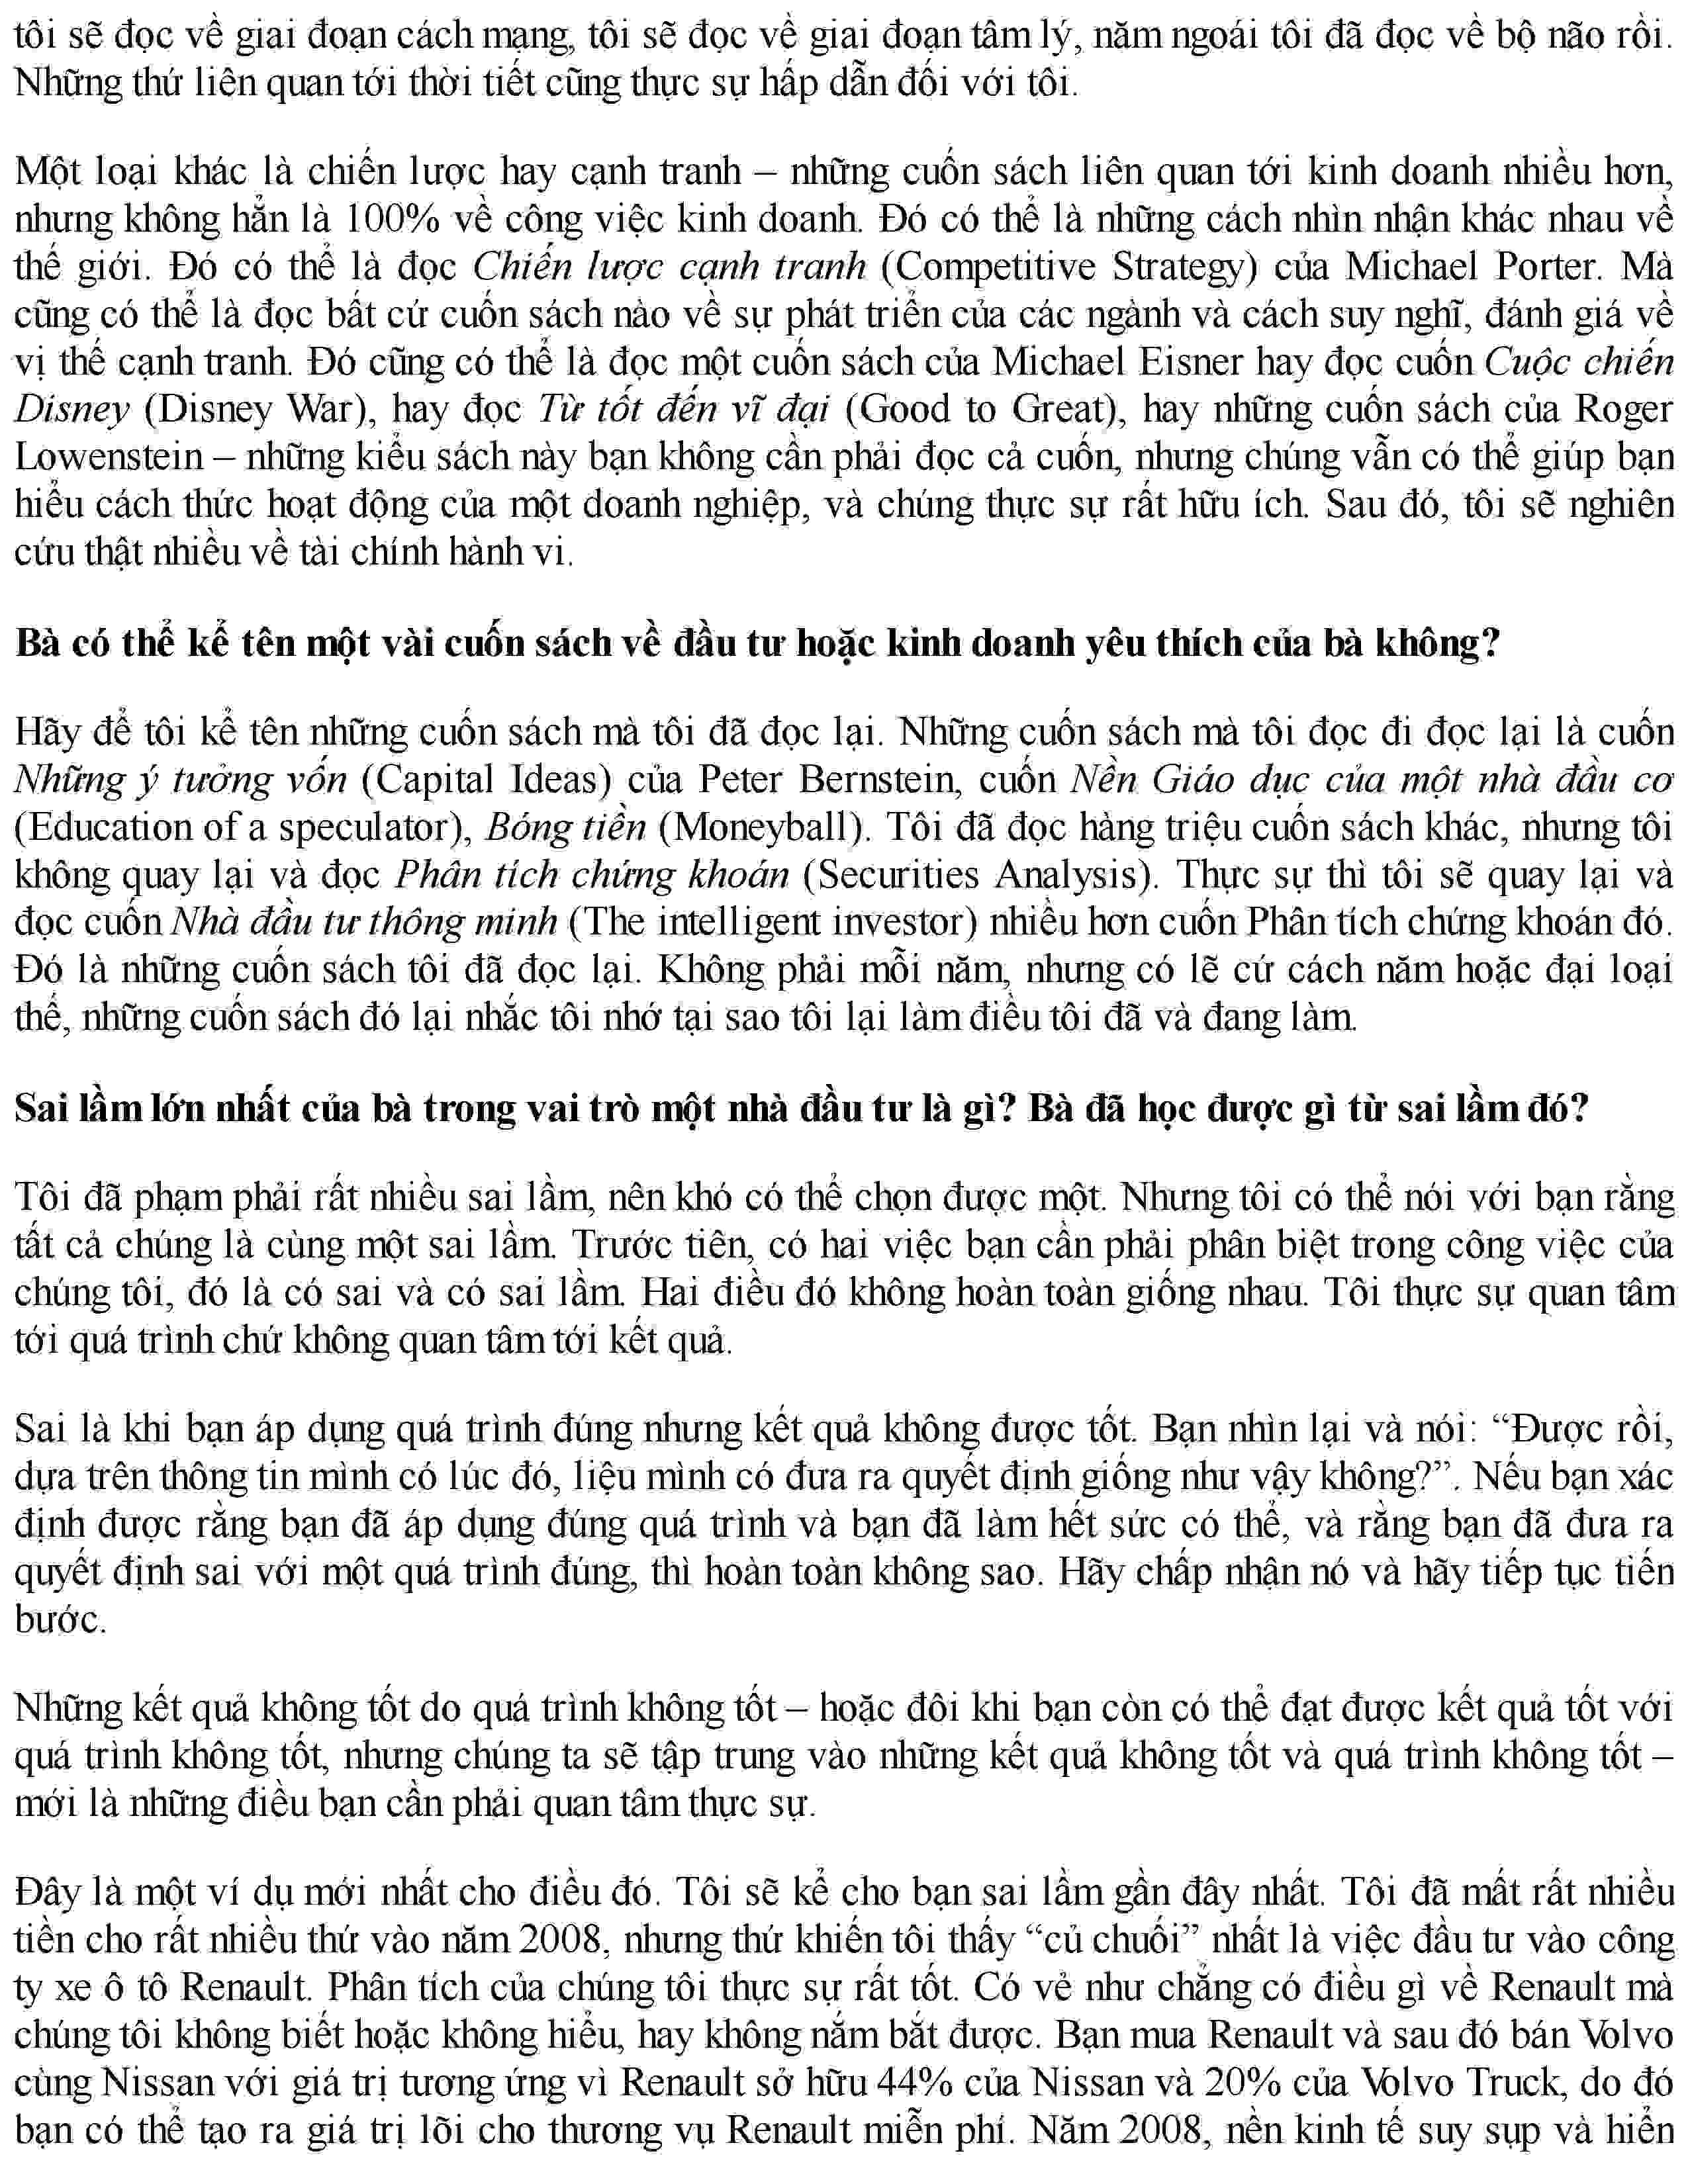 tôi sẽ đọc về giai đoạn cách mạng, tôi sẽ đọc về giai đoạn tâm lý, năm ngoái tôi đã đọc về bộ não rồi.
Những thứ liên quan tới thời tiết cũng thực sự hấp dẫn đối với tôi.
Một loại khác là chiến lược hay cạnh tranh – những cuốn sách liên quan tới kinh doanh nhiều hơn,
nhưng không hẳn là 100% về công việc kinh doanh. Đó có thể là những cách nhìn nhận khác nhau về
thế giới. Đó có thể là đọc Chiến lược cạnh tranh (Competitive Strategy) của Michael Porter. Mà
cũng có thể là đọc bất cứ cuốn sách nào về sự phát triển của các ngành và cách suy nghĩ, đánh giá về
vị thế cạnh tranh. Đó cũng có thể là đọc một cuốn sách của Michael Eisner hay đọc cuốn Cuộc chiến
Disney (Disney War), hay đọc Từ tốt đến vĩ đại (Good to Great), hay những cuốn sách của Roger
Lowenstein – những kiểu sách này bạn không cần phải đọc cả cuốn, nhưng chúng vẫn có thể giúp bạn
hiểu cách thức hoạt động của một doanh nghiệp, và chúng thực sự rất hữu ích. Sau đó, tôi sẽ nghiên
cứu thật nhiều về tài chính hành vi.
Bà có thể kể tên một vài cuốn sách về đầu tư hoặc kinh doanh yêu thích của bà không?
Hãy để tôi kể tên những cuốn sách mà tôi đã đọc lại. Những cuốn sách mà tôi đọc đi đọc lại là cuốn
Những ý tưởng vốn (Capital Ideas) của Peter Bernstein, cuốn Nền Giáo dục của một nhà đầu cơ
(Education of a speculator), Bóng tiền (Moneyball). Tôi đã đọc hàng triệu cuốn sách khác, nhưng tôi
không quay lại và đọc Phân tích chứng khoán (Securities Analysis). Thực sự thì tôi sẽ quay lại và
đọc cuốn Nhà đầu tư thông minh (The intelligent investor) nhiều hơn cuốn Phân tích chứng khoán đó.
Đó là những cuốn sách tôi đã đọc lại. Không phải mỗi năm, nhưng có lẽ cứ cách năm hoặc đại loại
thế, những cuốn sách đó lại nhắc tôi nhớ tại sao tôi lại làm điều tôi đã và đang làm.
Sai lầm lớn nhất của bà trong vai trò một nhà đầu tư là gì? Bà đã học được gì từ sai lầm đó?
Tôi đã phạm phải rất nhiều sai lầm, nên khó có thể chọn được một. Nhưng tôi có thể nói với bạn rằng
tất cả chúng là cùng một sai lầm. Trước tiên, có hai việc bạn cần phải phân biệt trong công việc của
chúng tôi, đó là có sai và có sai lầm. Hai điều đó không hoàn toàn giống nhau. Tôi thực sự quan tâm
tới quá trình chứ không quan tâm tới kết quả.
Sai là khi bạn áp dụng quá trình đúng nhưng kết quả không được tốt. Bạn nhìn lại và nói: “Được rồi,
dựa trên thông tin mình có lúc đó, liệu mình có đưa ra quyết định giống như vậy không?”. Nếu bạn xác
định được rằng bạn đã áp dụng đúng quá trình và bạn đã làm hết sức có thể, và rằng bạn đã đưa ra
quyết định sai với một quá trình đúng, thì hoàn toàn không sao. Hãy chấp nhận nó và hãy tiếp tục tiến
bước.
Những kết quả không tốt do quá trình không tốt – hoặc đôi khi bạn còn có thể đạt được kết quả tốt với
quá trình không tốt, nhưng chúng ta sẽ tập trung vào những kết quả không tốt và quá trình không tốt –
mới là những điều bạn cần phải quan tâm thực sự.
Đây là một ví dụ mới nhất cho điều đó. Tôi sẽ kể cho bạn sai lầm gần đây nhất. Tôi đã mất rất nhiều
tiền cho rất nhiều thứ vào năm 2008, nhưng thứ khiến tôi thấy “củ chuối” nhất là việc đầu tư vào công
ty xe ô tô Renault. Phân tích của chúng tôi thực sự rất tốt. Có vẻ như chẳng có điều gì về Renault mà
chúng tôi không biết hoặc không hiểu, hay không nắm bắt được. Bạn mua Renault và sau đó bán Volvo
cùng Nissan với giá trị tương ứng vì Renault sở hữu 44% của Nissan và 20% của Volvo Truck, do đó
bạn có thể tạo ra giá trị lõi cho thương vụ Renault miễn phí. Năm 2008, nền kinh tế suy sụp và hiển